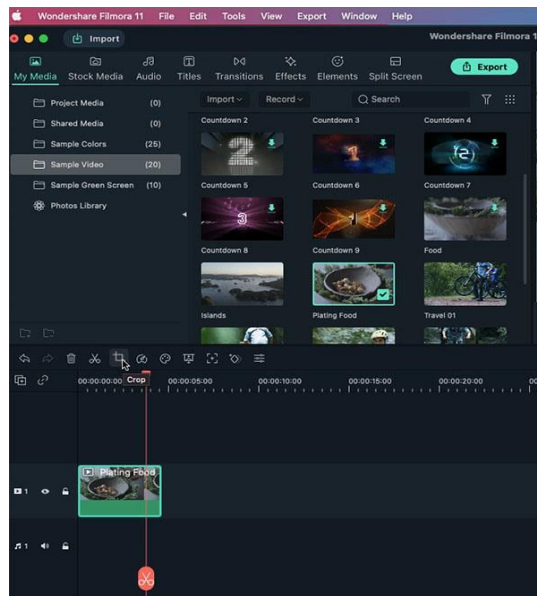 Wondershare Filmora 11 File Edit Tools View Export Window Help
Import Wondershare Filmora 1
My Media Stock Media Audio Titles Transitions Effects Elements Split Screen Export
Project Media (0)
Shared Media (0)
Sample Colors (25)
Sample Video (20)
Sample Green Screen (10)
Photos Library
Import Record Search
Countdown 2 Countdown 3 Countdown 4
Countdown 5 Countdown 6 Countdown 7
Countdown 8 Countdown 9 Food
Islands Plating Food Travel 01
00:00:00:00 Crop 00:00:05:00 00:00:10:00 00:00:15:00 00:00:20:00 00
Plating Food
1
1